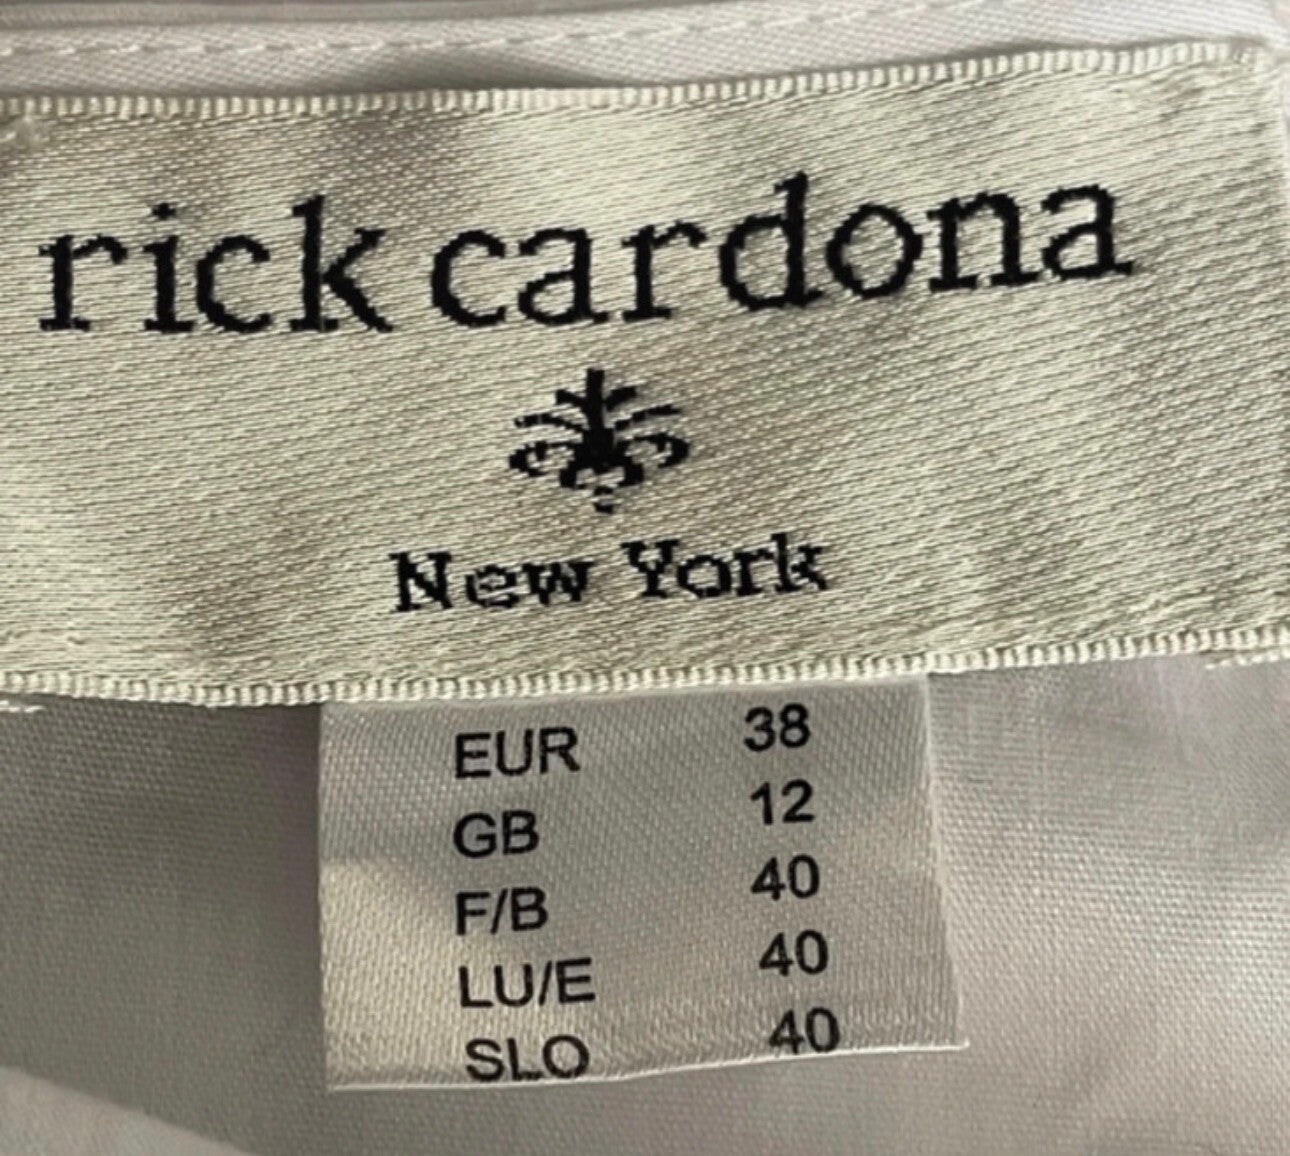 rick cardona
New York
EUR 38
GB 12
F/B 40
LU/E 40
SLO 40